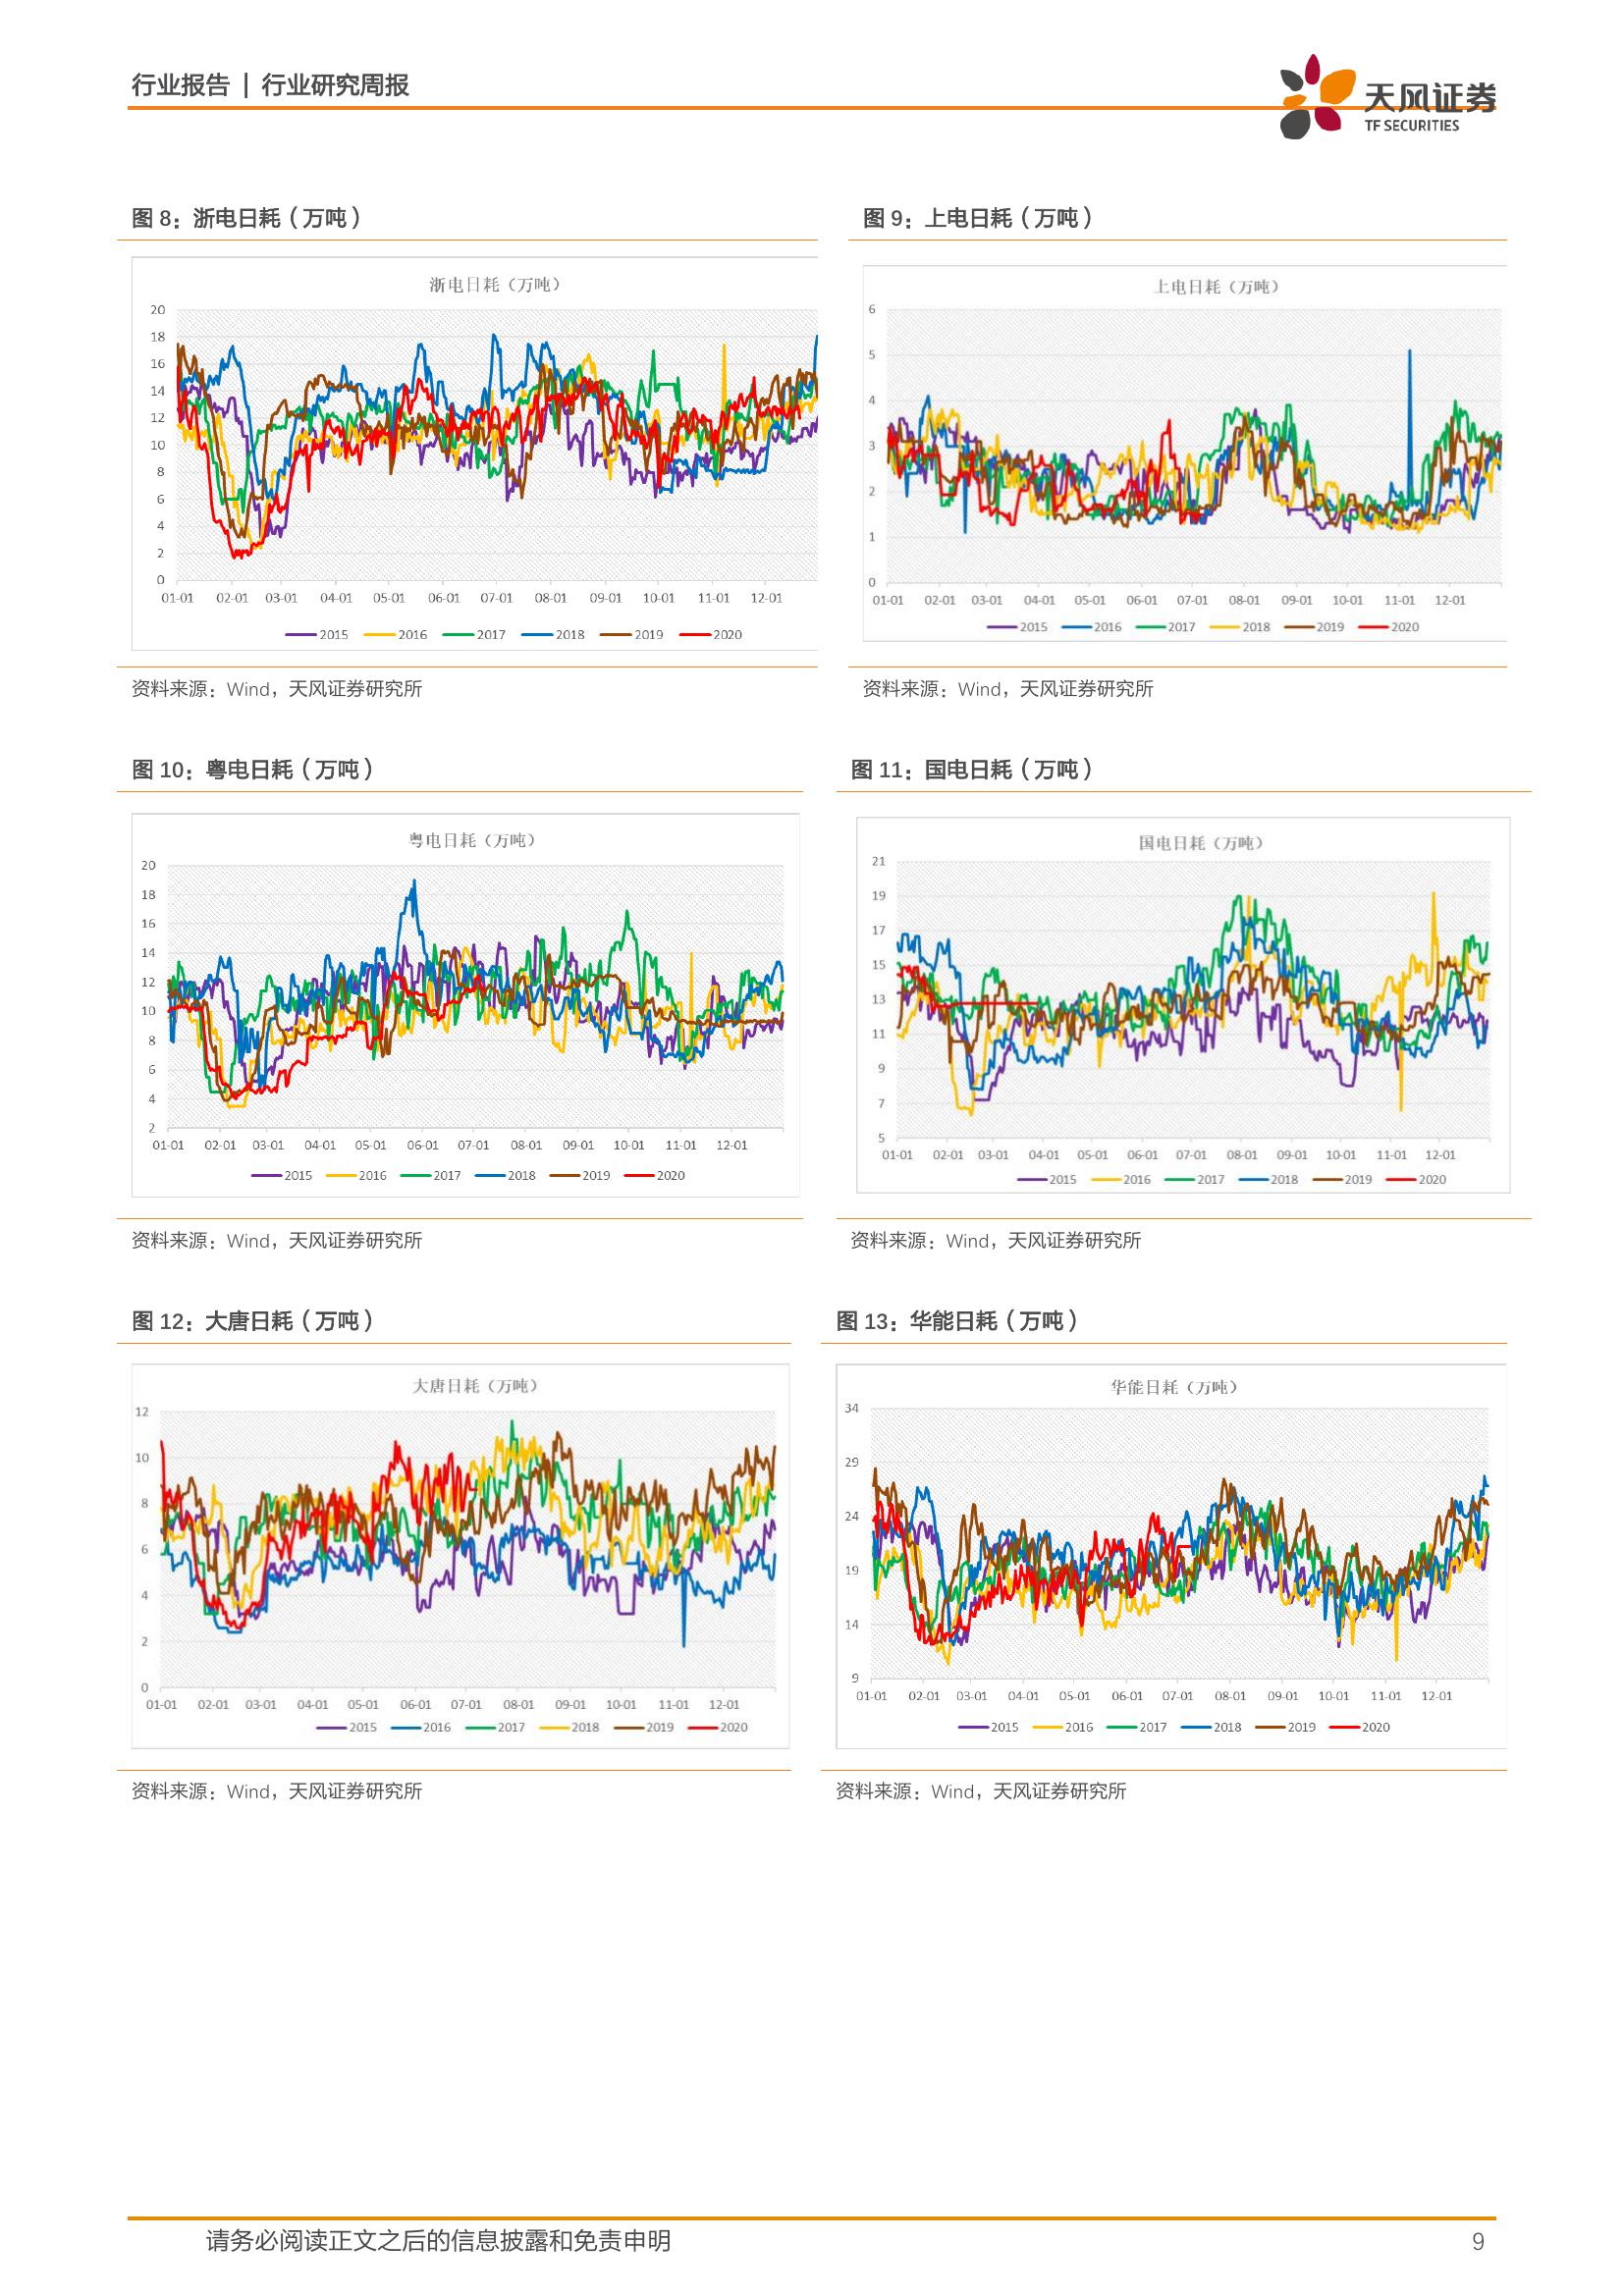 行业报告 | 行业研究周报
天风证券
TF SECURITIES
图 8：浙电日耗（万吨）
浙电日耗（万吨）
20
18
16
14
12
10
8
6
4
2
0
01-01 02-01 03-01 04-01 05-01 06-01 07-01 08-01 09-01 10-01 11-01 12-01
2015 2016 2017 2018 2019 2020
资料来源：Wind，天风证券研究所
图 9：上电日耗（万吨）
上电日耗（万吨）
6
5
4
3
2
1
0
01-01 02-01 03-01 04-01 05-01 06-01 07-01 08-01 09-01 10-01 11-01 12-01
2015 2016 2017 2018 2019 2020
资料来源：Wind，天风证券研究所
图 10：粤电日耗（万吨）
粤电日耗（万吨）
20
18
16
14
12
10
8
6
4
2
01-01 02-01 03-01 04-01 05-01 06-01 07-01 08-01 09-01 10-01 11-01 12-01
2015 2016 2017 2018 2019 2020
资料来源：Wind，天风证券研究所
图 11：国电日耗（万吨）
国电日耗（万吨）
21
19
17
15
13
11
9
7
5
01-01 02-01 03-01 04-01 05-01 06-01 07-01 08-01 09-01 10-01 11-01 12-01
2015 2016 2017 2018 2019 2020
资料来源：Wind，天风证券研究所
图 12：大唐日耗（万吨）
大唐日耗（万吨）
12
10
8
6
4
2
0
01-01 02-01 03-01 04-01 05-01 06-01 07-01 08-01 09-01 10-01 11-01 12-01
2015 2016 2017 2018 2019 2020
资料来源：Wind，天风证券研究所
图 13：华能日耗（万吨）
华能日耗（万吨）
34
29
24
19
14
9
01-01 02-01 03-01 04-01 05-01 06-01 07-01 08-01 09-01 10-01 11-01 12-01
2015 2016 2017 2018 2019 2020
资料来源：Wind，天风证券研究所
请务必阅读正文之后的信息披露和免责申明
9